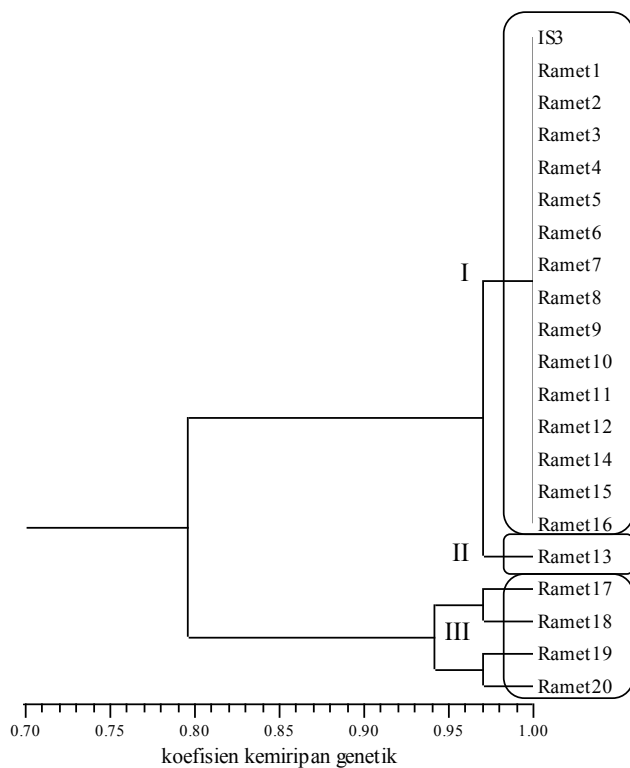 IS3
Ramet1
Ramet2
Ramet3
Ramet4
Ramet5
Ramet6
Ramet7
I
Ramet8
Ramet9
Ramet10
Ramet11
Ramet12
Ramet14
Ramet15
Ramet16
II
Ramet13
Ramet17
III
Ramet18
Ramet19
Ramet20
0.70 0.80 0.85 0.90 0.95 1.00
koefisien kemiripan genetik